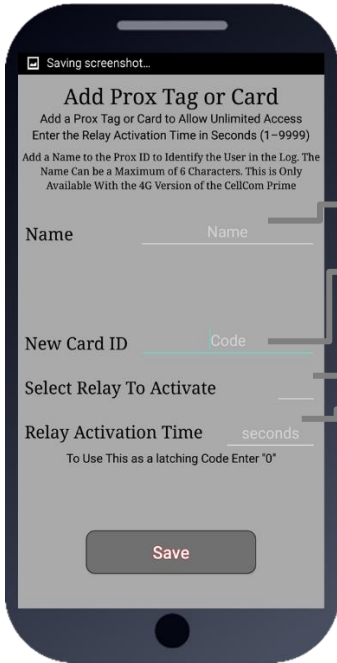 Saving screenshot...
Add Prox Tag or Card
Add a Prox Tag or Card to Allow Unlimited Access
Enter the Relay Activation Time in Seconds (1–9999)
Add a Name to the Prox ID to Identify the User in the Log. The
Name Can be a Maximum of 6 Characters. This is Only
Available With the 4G Version of the CellCom Prime
Name Name
New Card ID Code
Select Relay To Activate
Relay Activation Time seconds
To Use This as a latching Code Enter "0"
Save